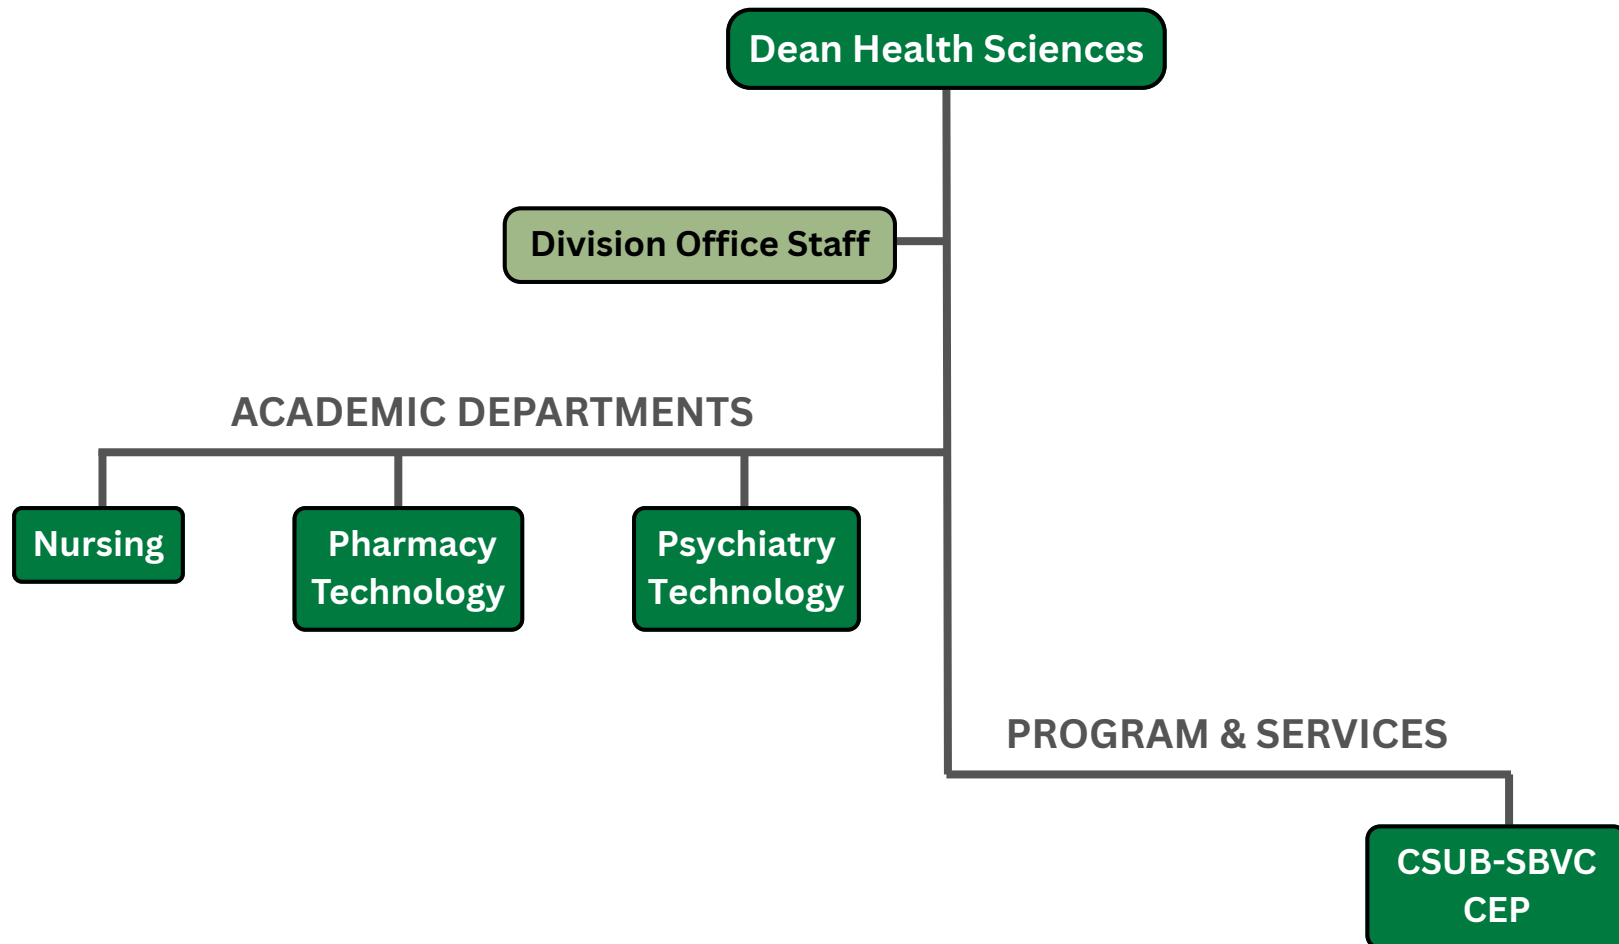 Dean Health Sciences
Division Office Staff
ACADEMIC DEPARTMENTS
Nursing
Pharmacy
Technology
Psychiatry
Technology
PROGRAM & SERVICES
CSUB-SBVC
CEP